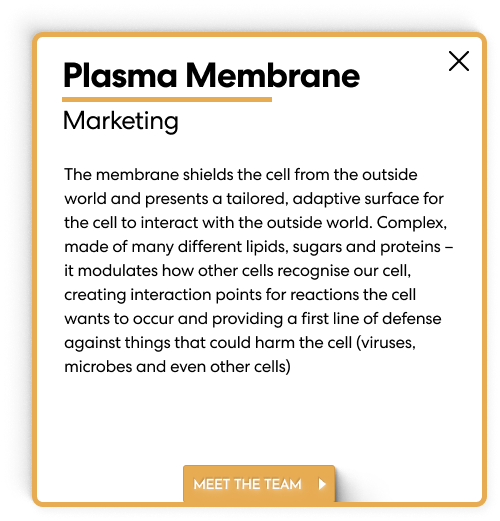 Plasma Membrane
Marketing
The membrane shields the cell from the outside
world and presents a tailored, adaptive surface for
the cell to interact with the outside world. Complex,
made of many different lipids, sugars and proteins –
it modulates how other cells recognise our cell,
creating interaction points for reactions the cell
wants to occur and providing a first line of defense
against things that could harm the cell (viruses,
microbes and even other cells)
MEET THE TEAM